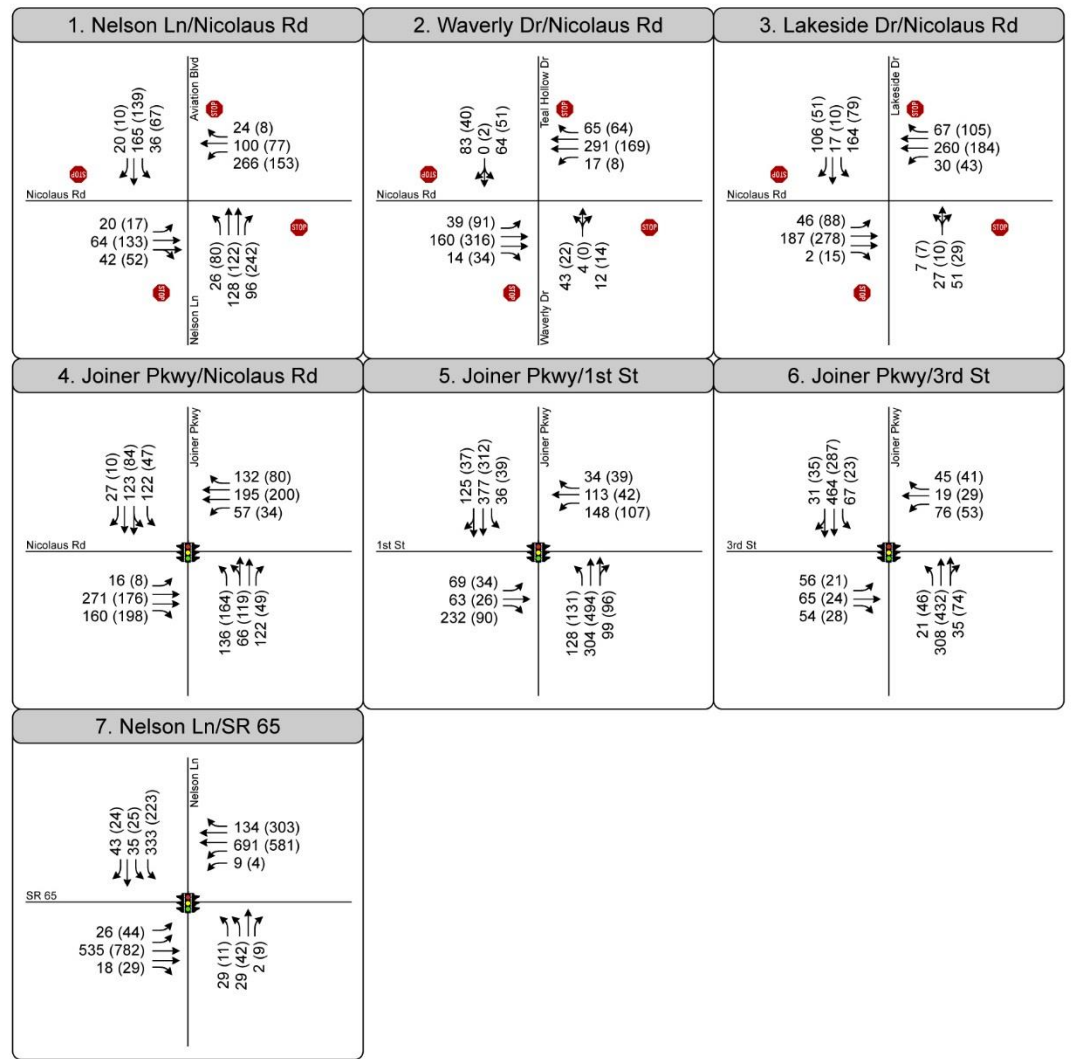 1. Nelson Ln/Nicolaus Rd
Aviation Blvd
20 (10)
165 (139)
36 (67)
STOP
24 (8)
100 (77)
266 (153)
STOP
Nicolaus Rd
20 (17)
64 (133)
42 (52)
26 (80)
128 (122)
96 (242)
STOP
STOP
Nelson Ln
2. Waverly Dr/Nicolaus Rd
Teal Hollow Dr
83 (40)
0 (2)
64 (51)
STOP
65 (64)
291 (169)
17 (8)
STOP
Nicolaus Rd
39 (91)
160 (316)
14 (34)
43 (22)
4 (0)
12 (14)
STOP
STOP
Waverly Dr
3. Lakeside Dr/Nicolaus Rd
Lakeside Dr
106 (51)
17 (10)
164 (79)
STOP
67 (105)
260 (184)
30 (43)
STOP
Nicolaus Rd
46 (88)
187 (278)
2 (15)
7 (7)
27 (10)
51 (29)
STOP
STOP
4. Joiner Pkwy/Nicolaus Rd
Joiner Pkwy
27 (10)
123 (84)
122 (47)
132 (80)
195 (200)
57 (34)
Nicolaus Rd
16 (8)
271 (176)
160 (198)
136 (164)
66 (119)
122 (49)
5. Joiner Pkwy/1st St
Joiner Pkwy
125 (37)
377 (312)
36 (39)
34 (39)
113 (42)
148 (107)
1st St
69 (34)
63 (26)
232 (90)
128 (131)
304 (494)
99 (96)
6. Joiner Pkwy/3rd St
Joiner Pkwy
31 (35)
464 (287)
67 (23)
45 (41)
19 (29)
76 (53)
3rd St
56 (21)
65 (24)
54 (28)
21 (46)
308 (432)
35 (74)
7. Nelson Ln/SR 65
Nelson Ln
43 (24)
35 (25)
333 (223)
134 (303)
691 (581)
9 (4)
SR 65
26 (44)
535 (782)
18 (29)
29 (11)
29 (42)
2 (9)